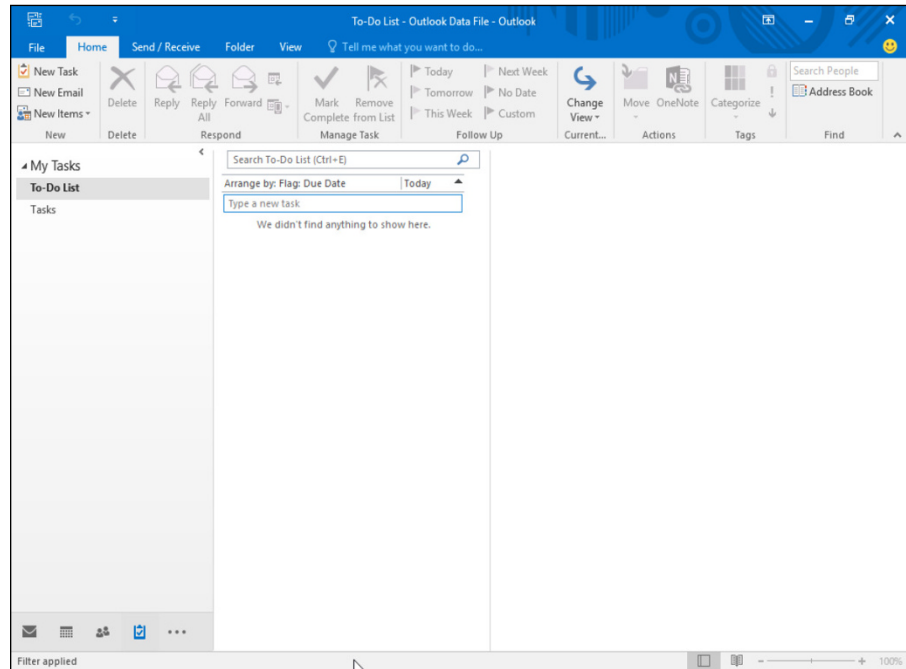 To-Do List - Outlook Data File - Outlook
File Home Send / Receive Folder View Tell me what you want to do...
New Task
New Email
New Items
New
Delete
Delete
Reply
Reply All
Forward
Respond
Mark Complete
Remove from List
Manage Task
Today
Tomorrow
This Week
Next Week
No Date
Custom
Follow Up
Change View
Current...
Move
OneNote
Actions
Categorize
Tags
Search People
Address Book
Find
My Tasks
To-Do List
Tasks
Search To-Do List (Ctrl+E)
Arrange by: Flag: Due Date Today
Type a new task
We didn't find anything to show here.
Filter applied
100%